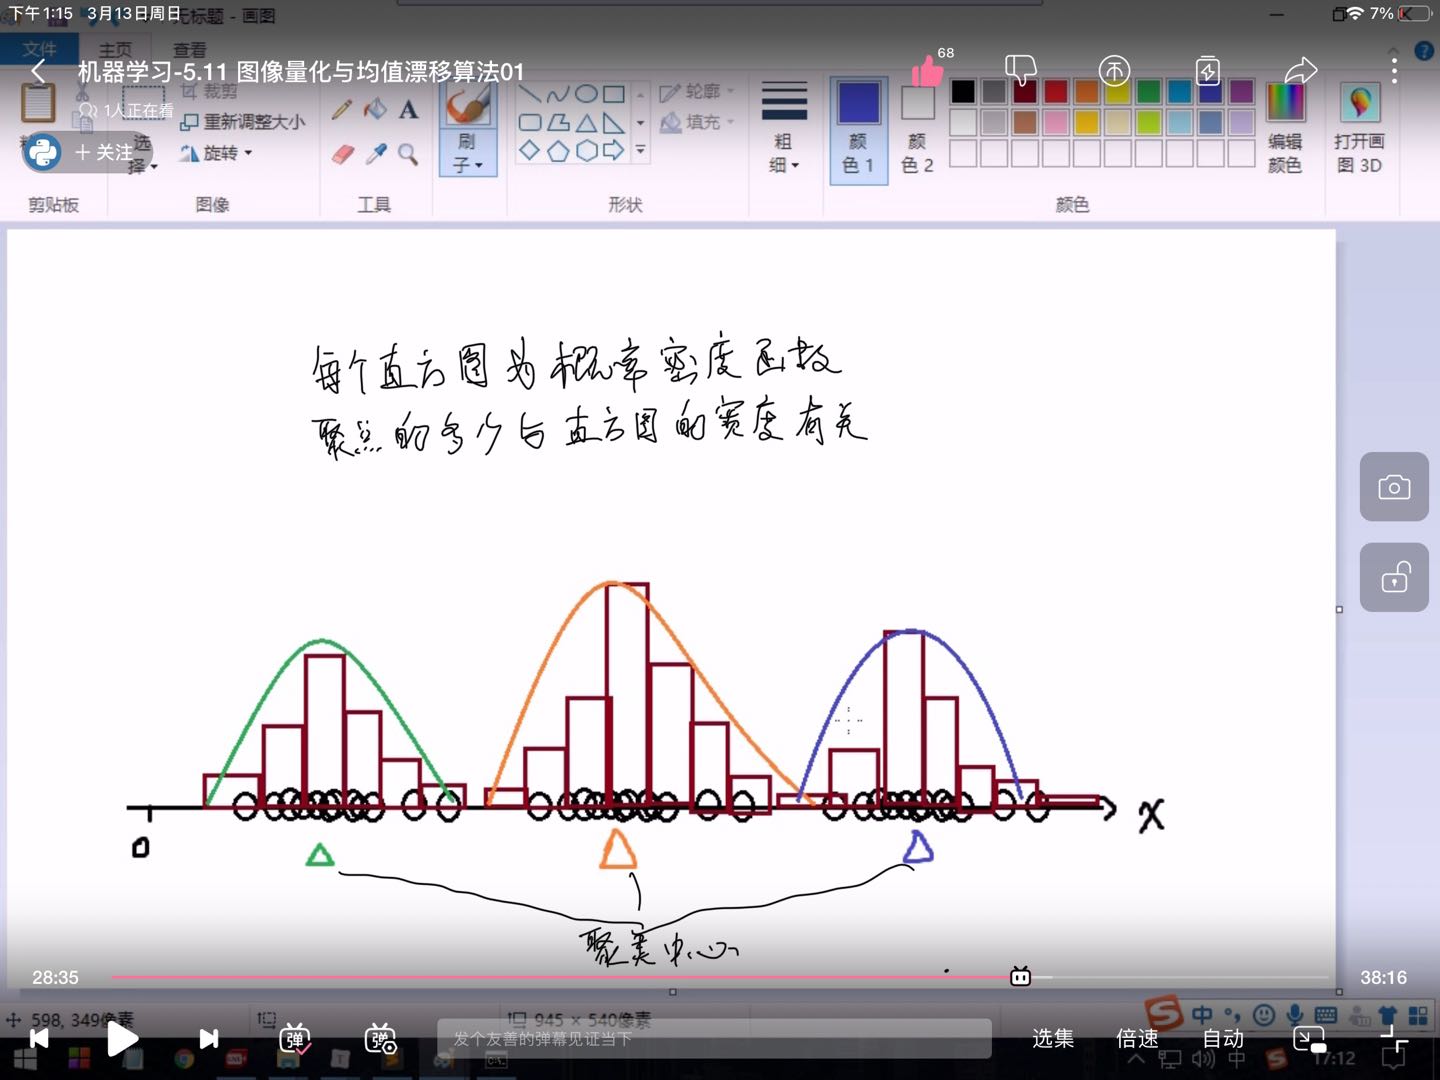 下午1:15 3月13日周日
无标题 - 画图
7%
文件 主页 查看
机器学习-5.11 图像量化与均值漂移算法01
68
1人正在看
+ 关注
裁剪
重新调整大小
旋转
选择
A
刷子
轮廓
填充
粗细
颜色 1
颜色 2
编辑颜色
打开画图 3D
剪贴板 图像 工具 形状 颜色
每个直方图为概率密度函数
聚点的多少与直方图的宽度有关
0
X
聚类中心
28:35 38:16
598, 349像素
945 × 540像素
弹 弹 发个友善的弹幕见证当下 选集 倍速 自动
S 中
中 S 17:12